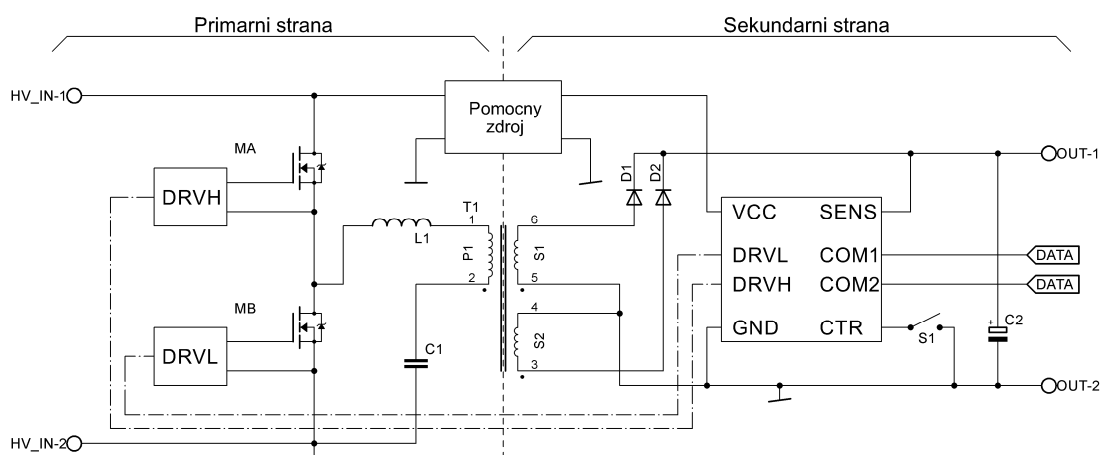 Primarni strana
Sekundarni strana
HV_IN-1
Pomocny
zdroj
MA
DRVH
L1
T1
1
P1
2
6
S1
5
4
S2
3
D1
D2
OUT-1
VCC
SENS
DRVL
COM1
DATA
DRVH
COM2
DATA
GND
CTR
S1
+
C2
MB
DRVL
C1
OUT-2
HV_IN-2